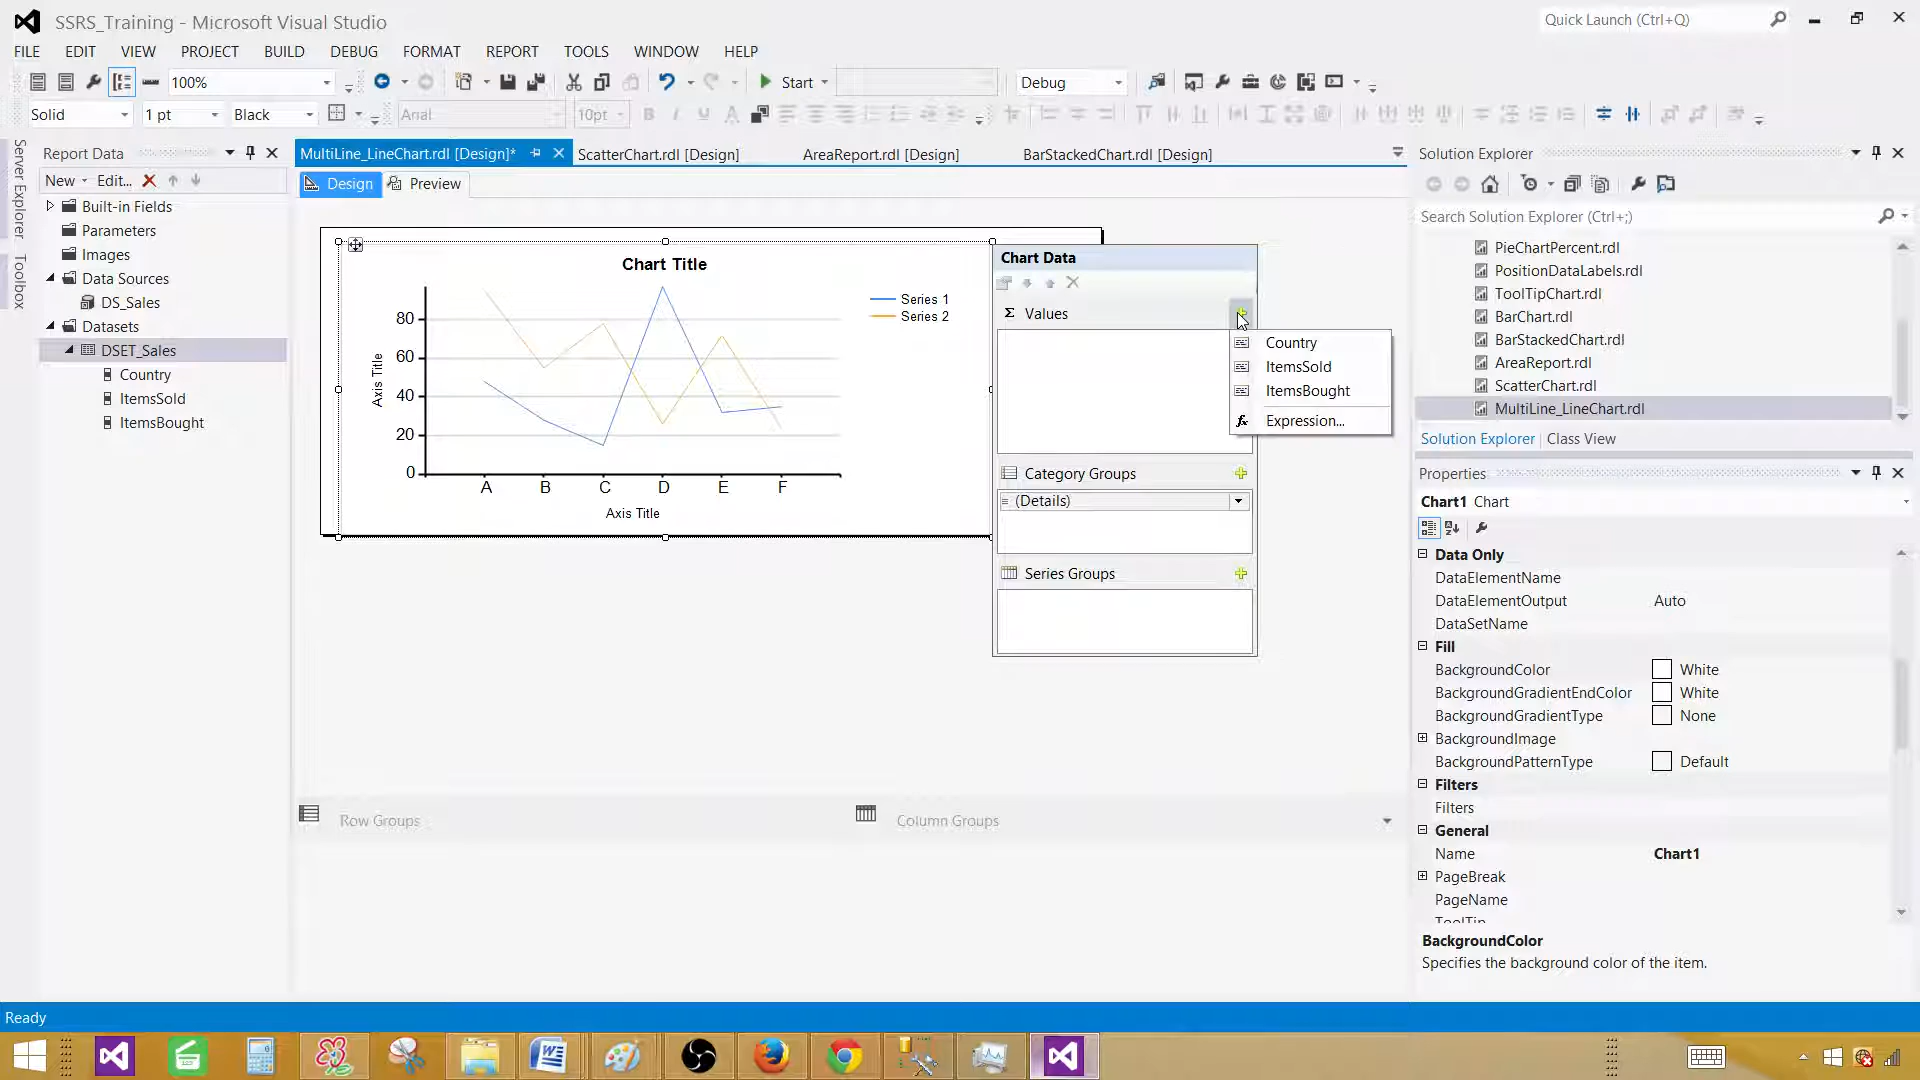 SSRS_Training - Microsoft Visual Studio
Quick Launch (Ctrl+Q)
FILE EDIT VIEW PROJECT BUILD DEBUG FORMAT REPORT TOOLS WINDOW HELP
100% Start Debug
Solid 1 pt Black Arial 10pt B I U A
Server Explorer
Toolbox
Report Data
New Edit...
Built-in Fields
Parameters
Images
Data Sources
DS_Sales
Datasets
DSET_Sales
Country
ItemsSold
ItemsBought
MultiLine_LineChart.rdl [Design]* ScatterChart.rdl [Design] AreaReport.rdl [Design] BarStackedChart.rdl [Design]
Design Preview
Chart Title
Series 1
Series 2
Axis Title
80
60
40
20
0
A B C D E F
Axis Title
Chart Data
Σ Values
Country
ItemsSold
ItemsBought
fx Expression...
Category Groups
(Details)
Series Groups
Row Groups
Column Groups
Solution Explorer
Search Solution Explorer (Ctrl+;)
PieChartPercent.rdl
PositionDataLabels.rdl
ToolTipChart.rdl
BarChart.rdl
BarStackedChart.rdl
AreaReport.rdl
ScatterChart.rdl
MultiLine_LineChart.rdl
Solution Explorer Class View
Properties
Chart1 Chart
Data Only
DataElementName
DataElementOutput Auto
DataSetName
Fill
BackgroundColor White
BackgroundGradientEndColor White
BackgroundGradientType None
BackgroundImage
BackgroundPatternType Default
Filters
Filters
General
Name Chart1
PageBreak
PageName
ToolTip
BackgroundColor
Specifies the background color of the item.
Ready